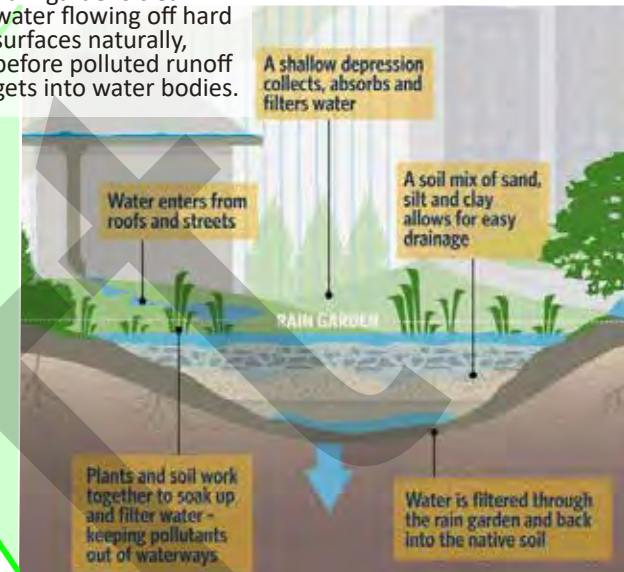 water flowing off hard
surfaces naturally,
before polluted runoff
gets into water bodies.
A shallow depression
collects, absorbs and
filters water
Water enters from
roofs and streets
A soil mix of sand,
silt and clay
allows for easy
drainage
RAIN GARDEN
Plants and soil work
together to soak up
and filter water –
keeping pollutants
out of waterways
Water is filtered through
the rain garden and back
into the native soil